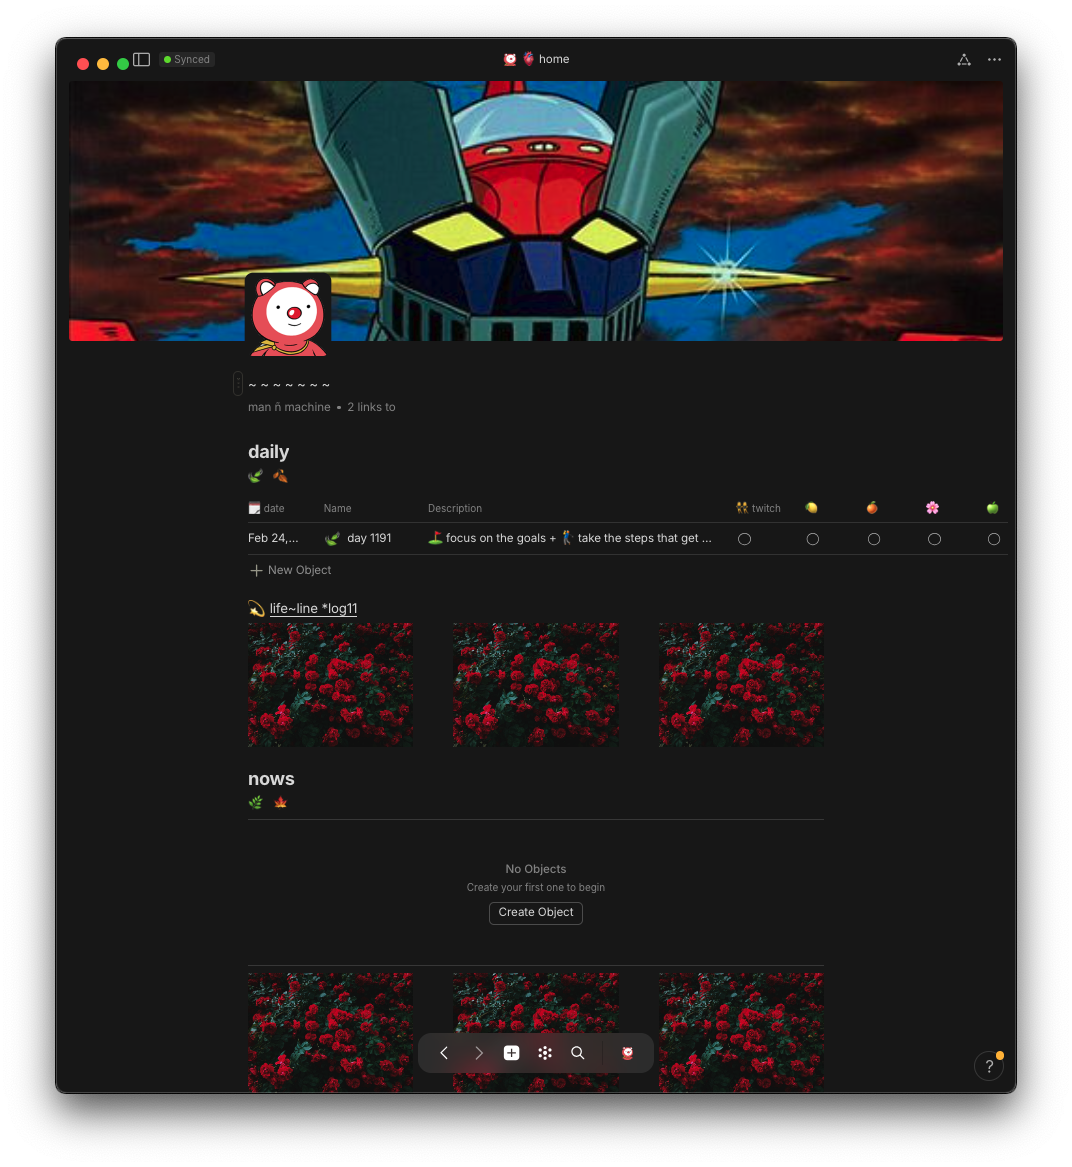 Synced
home
~ ~ ~ ~ ~ ~ ~
man ñ machine • 2 links to
daily
date Name Description twitch
Feb 24,... day 1191 focus on the goals + take the steps that get ...
New Object
life~line *log11
nows
No Objects
Create your first one to begin
Create Object
?